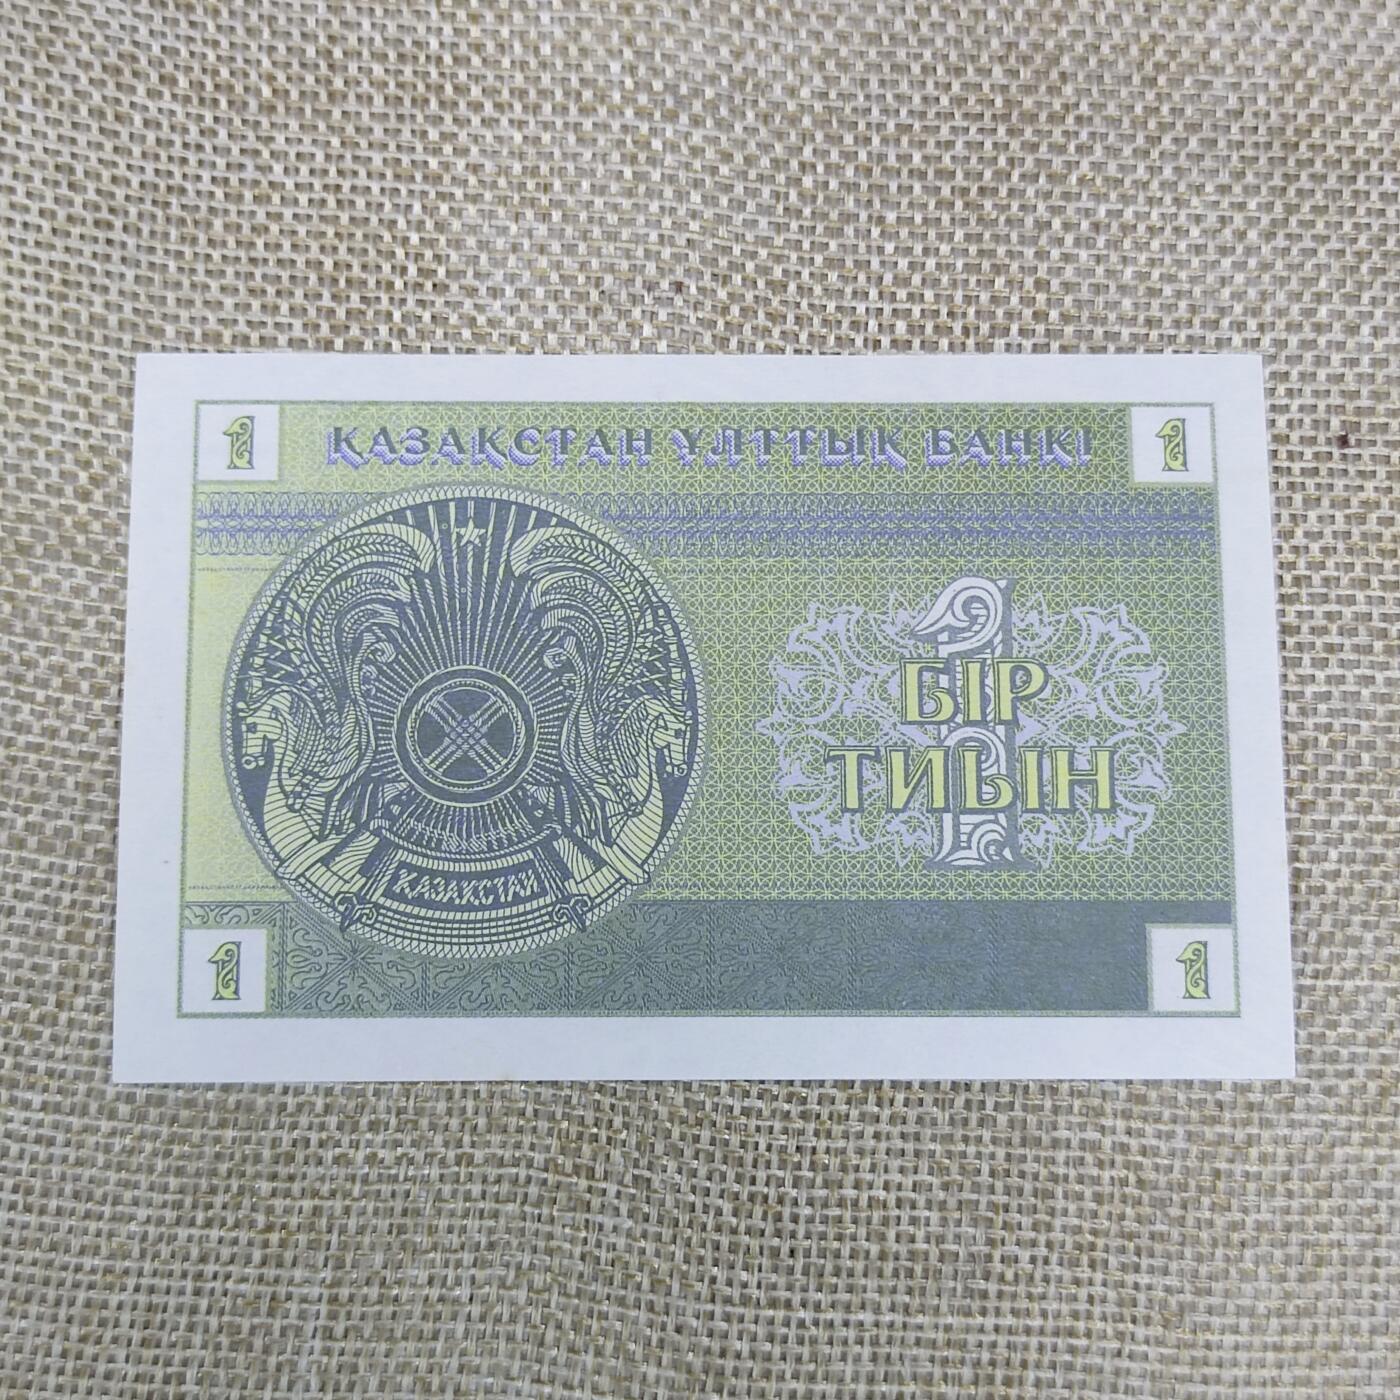 1 ҚАЗАҚСТАН ҰЛТТЫҚ БАНКІ 1
1
БІР
ТИЫН
ҚАЗАҚСТАН
1 1